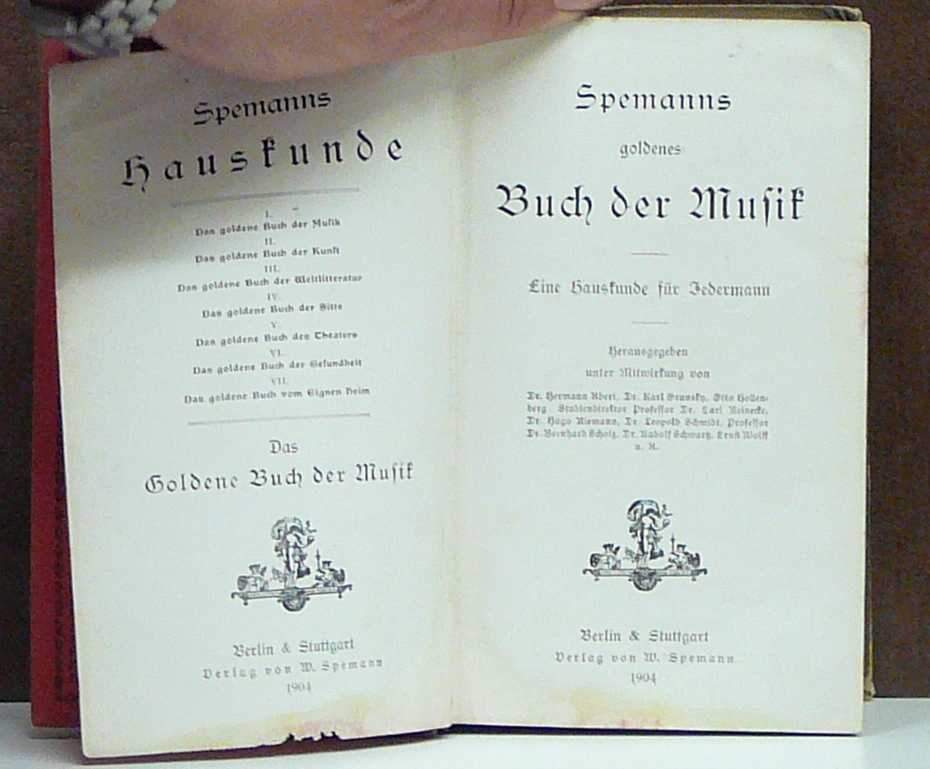 Spemanns
Hauskunde
I.
Das goldene Buch der Musik
II.
Das goldene Buch der Kunst
III.
Das goldene Buch der Weltlitteratur
IV.
Das goldene Buch der Sitte
V.
Das goldene Buch des Theaters
VI.
Das goldene Buch der Gesundheit
VII.
Das goldene Buch vom Eignen Heim
Das
Goldene Buch der Musik
Berlin & Stuttgart
Verlag von W. Spemann
1904
Spemanns
goldenes
Buch der Musik
Eine Hauskunde für Jedermann
Herausgegeben
unter Mitwirkung von
Dr. Hermann Abert, Dr. Karl Grunsky, Otto Hollen-
berg, Studiendirektor Professor Dr. Carl Reinecke,
Dr. Hugo Riemann, Dr. Leopold Schmidt, Professor
Dr. Bernhard Scholz, Dr. Rudolf Schwartz, Ernst Wolff
u. A.
Berlin & Stuttgart
Verlag von W. Spemann
1904